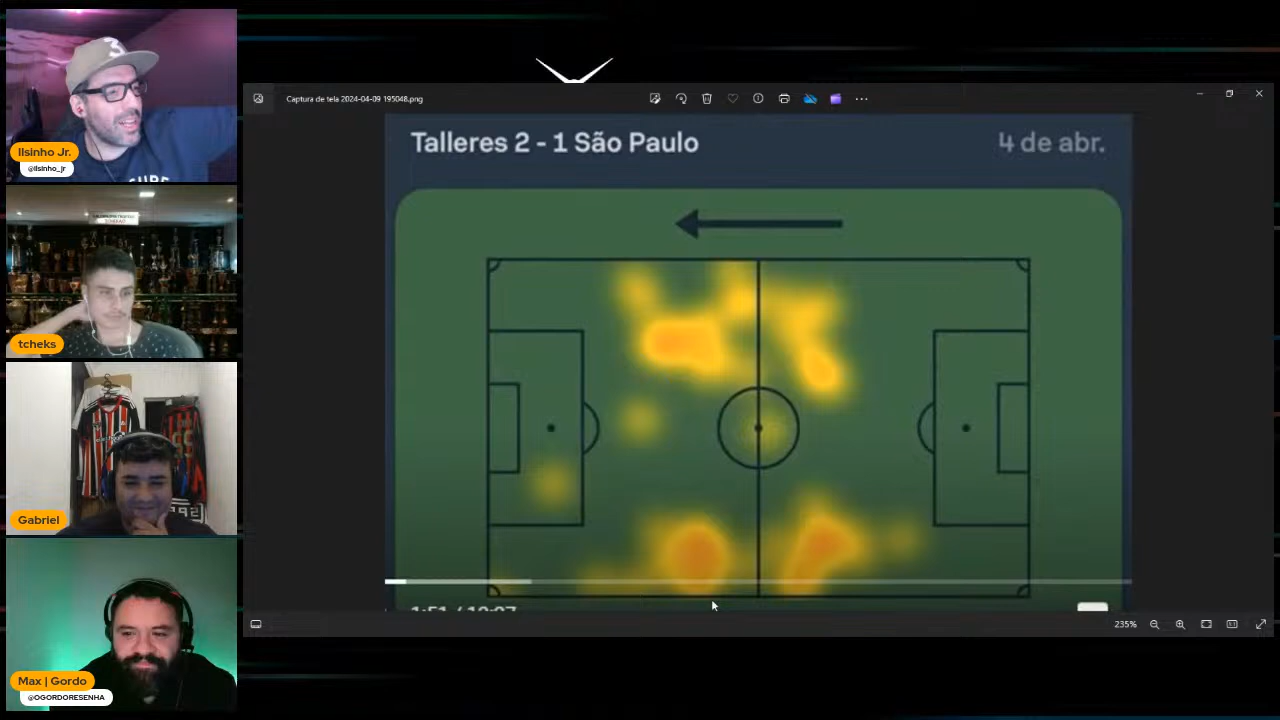 Ilsinho Jr.
@ilsinho_jr
tcheks
Gabriel
Max | Gordo
@OGORDORESENHA
Captura de tela 2024-04-09 195048.png
Talleres 2 - 1 São Paulo
4 de abr.
235%